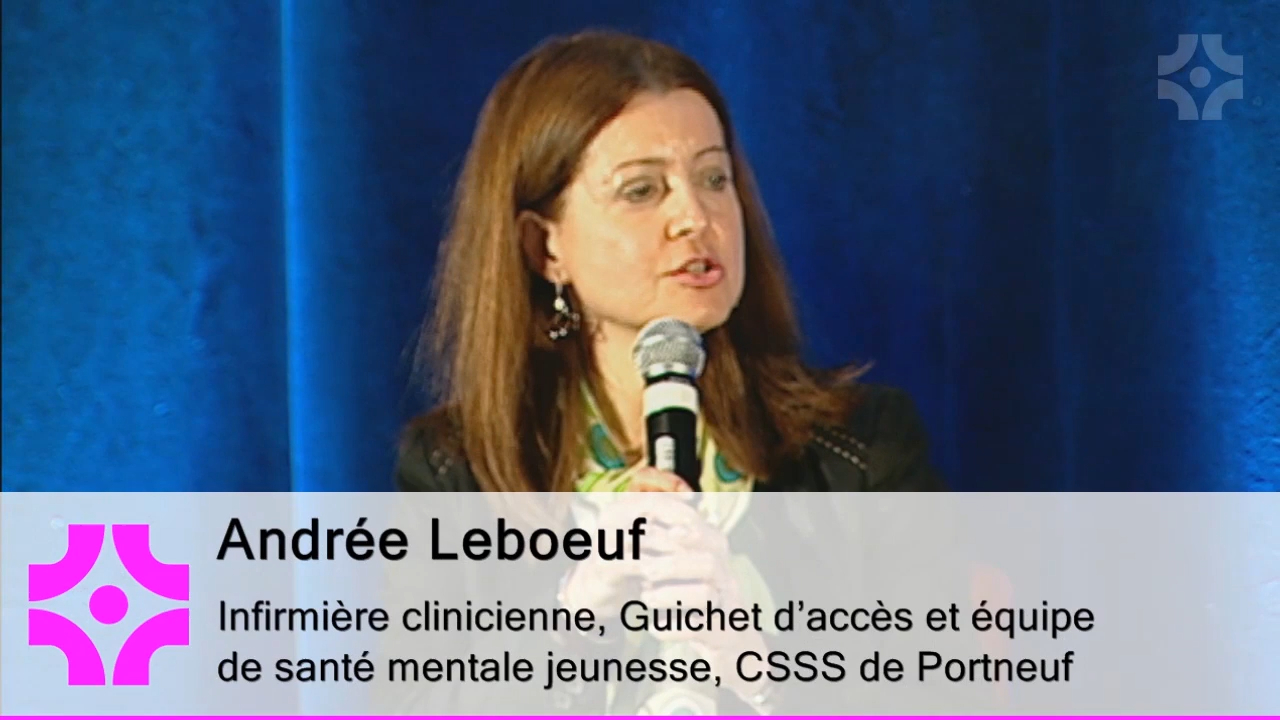 Andrée Leboeuf
Infirmière clinicienne, Guichet d’accès et équipe
de santé mentale jeunesse, CSSS de Portneuf